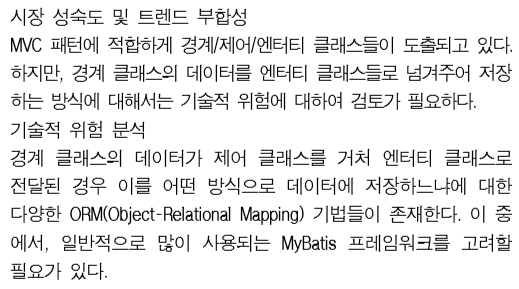 시장 성숙도 및 트렌드 부합성
MVC 패턴에 적합하게 경계/제어/엔터티 클래스들이 도출되고 있다.
하지만, 경계 클래스의 데이터를 엔터티 클래스들로 넘겨주어 저장
하는 방식에 대해서는 기술적 위험에 대하여 검토가 필요하다.
기술적 위험 분석
경계 클래스의 데이터가 제어 클래스를 거쳐 엔터티 클래스로
전달된 경우 이를 어떤 방식으로 데이터에 저장하느냐에 대한
다양한 ORM(Object-Relational Mapping) 기법들이 존재한다. 이 중
에서, 일반적으로 많이 사용되는 MyBatis 프레임워크를 고려할
필요가 있다.